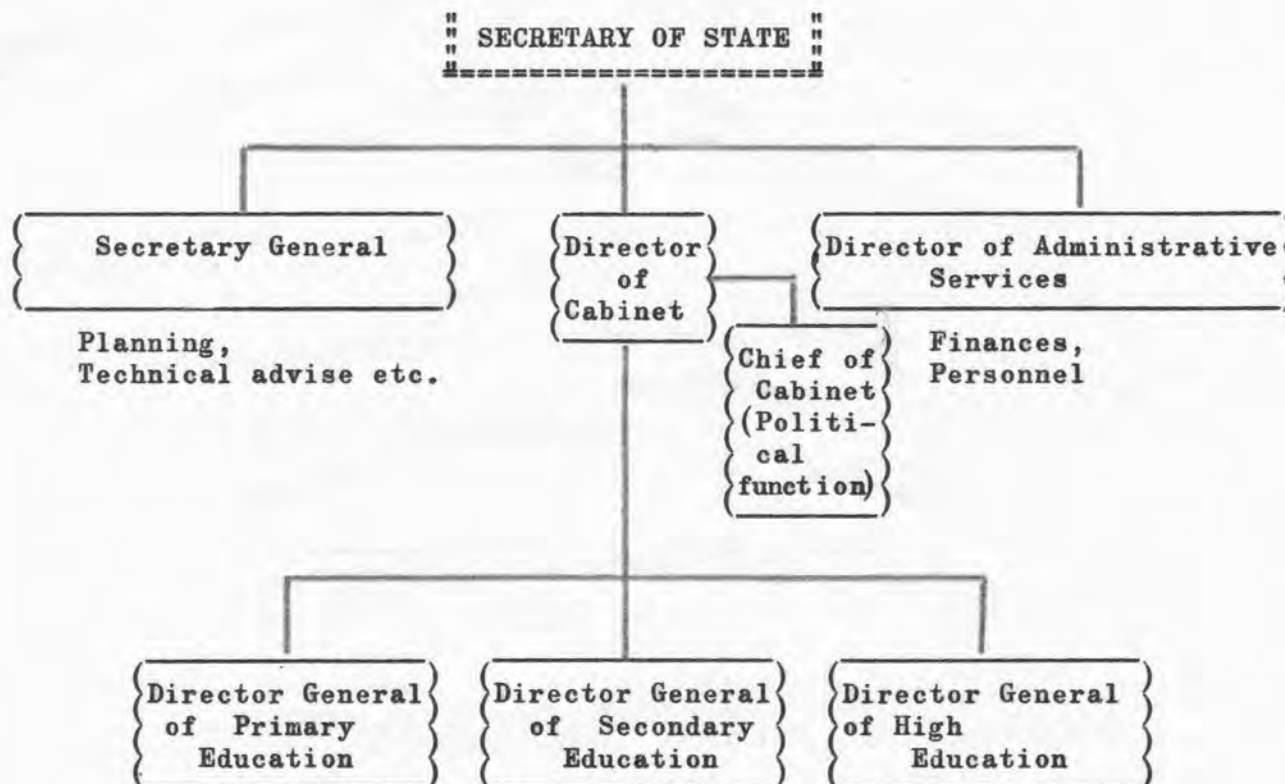 SECRETARY OF STATE
Secretary General
Planning,
Technical advise etc.
Director
of
Cabinet
Chief of
Cabinet
(Politi-
cal
function)
Director of Administrative
Services
Finances,
Personnel
Director General
of Primary
Education
Director General
of Secondary
Education
Director General
of High
Education